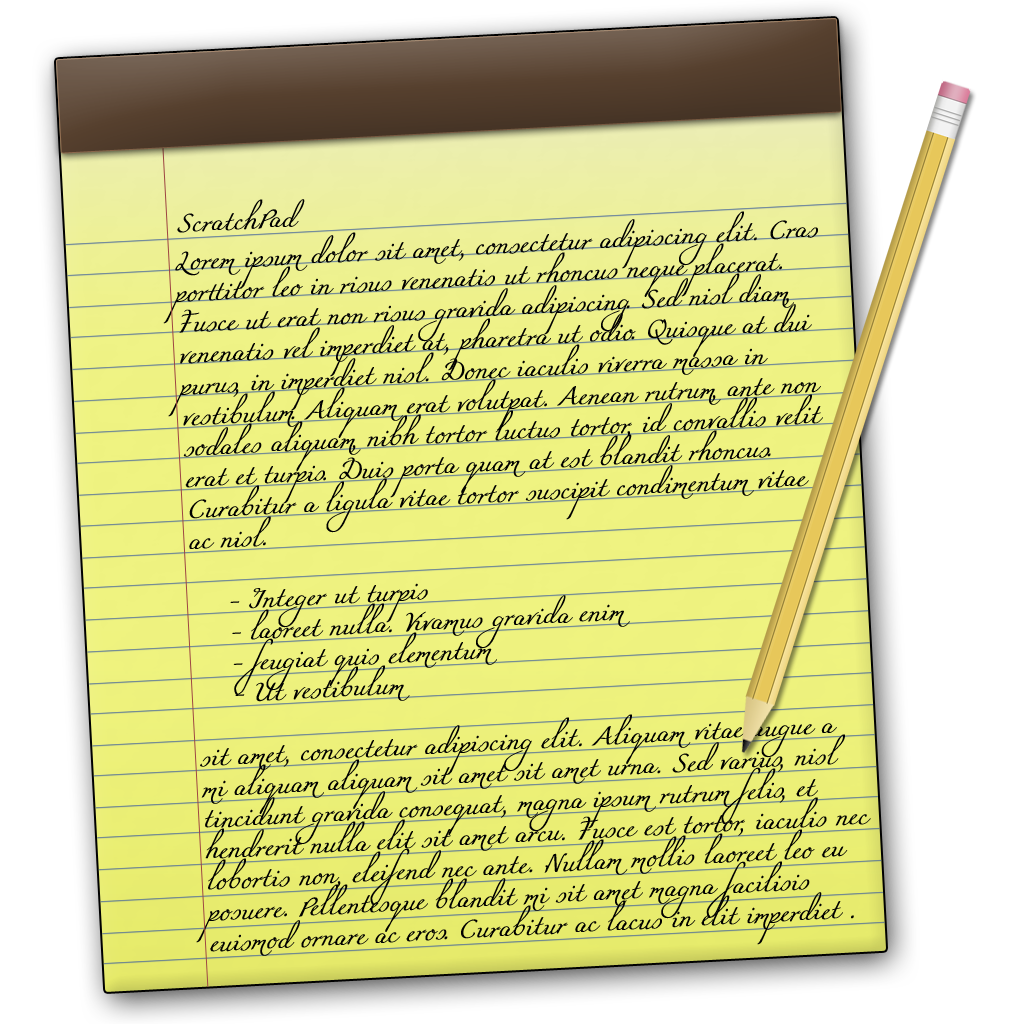 ScratchPad
Lorem ipsum dolor sit amet, consectetur adipiscing elit. Cras
porttitor leo in risus venenatis ut rhoncus neque placerat.
Fusce ut erat non risus gravida adipiscing. Sed nisl diam,
venenatis vel imperdiet at, pharetra ut odio. Quisque at dui
purus, in imperdiet nisl. Donec iaculis viverra massa in
vestibulum. Aliquam erat volutpat. Aenean rutrum ante non
sodales aliquam, nibh tortor luctus tortor, id convallis velit
erat et turpis. Duis porta quam at est blandit rhoncus.
Curabitur a ligula vitae tortor suscipit condimentum vitae
ac nisl.
- Integer ut turpis
- laoreet nulla. Vivamus gravida enim
- feugiat quis elementum
- Ut vestibulum
sit amet, consectetur adipiscing elit. Aliquam vitae augue a
mi aliquam aliquam sit amet sit amet urna. Sed varius, nisl
tincidunt gravida consequat, magna ipsum rutrum felis, et
hendrerit nulla elit sit amet arcu. Fusce est tortor, iaculis nec
lobortis non, eleifend nec ante. Nullam mollis laoreet leo eu
posuere. Pellentesque blandit mi sit amet magna facilisis
euismod ornare ac eros. Curabitur ac lacus in elit imperdiet .